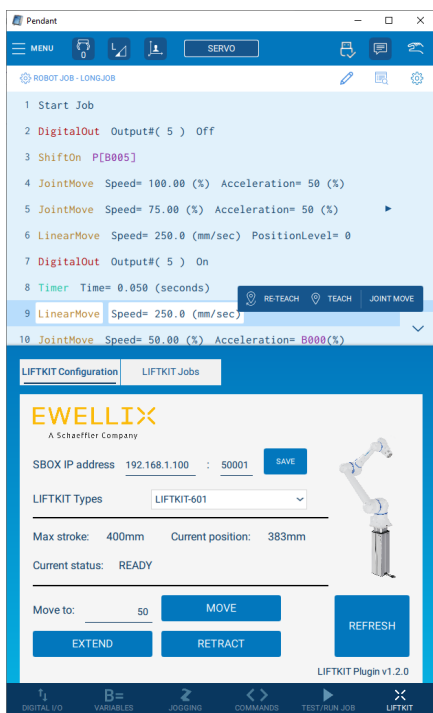 Pendant
MENU 0 L SERVO
ROBOT JOB - LONGJOB
1 Start Job
2 DigitalOut Output#( 5 ) Off
3 ShiftOn P[B005]
4 JointMove Speed= 100.00 (%) Acceleration= 50 (%)
5 JointMove Speed= 75.00 (%) Acceleration= 50 (%)
6 LinearMove Speed= 250.0 (mm/sec) PositionLevel= 0
7 DigitalOut Output#( 5 ) On
8 Timer Time= 0.050 (seconds)
RE-TEACH TEACH JOINT MOVE
9 LinearMove Speed= 250.0 (mm/sec)
10 JointMove Speed= 50.00 (%) Acceleration= B000(%)
LIFTKIT Configuration LIFTKIT Jobs
EWELLIX
A Schaeffler Company
SBOX IP address 192.168.1.100 : 50001 SAVE
LIFTKIT Types LIFTKIT-601
Max stroke: 400mm Current position: 383mm
Current status: READY
Move to: 50 MOVE
EXTEND RETRACT REFRESH
LIFTKIT Plugin v1.2.0
DIGITAL I/O VARIABLES JOGGING COMMANDS TEST/RUN JOB LIFTKIT